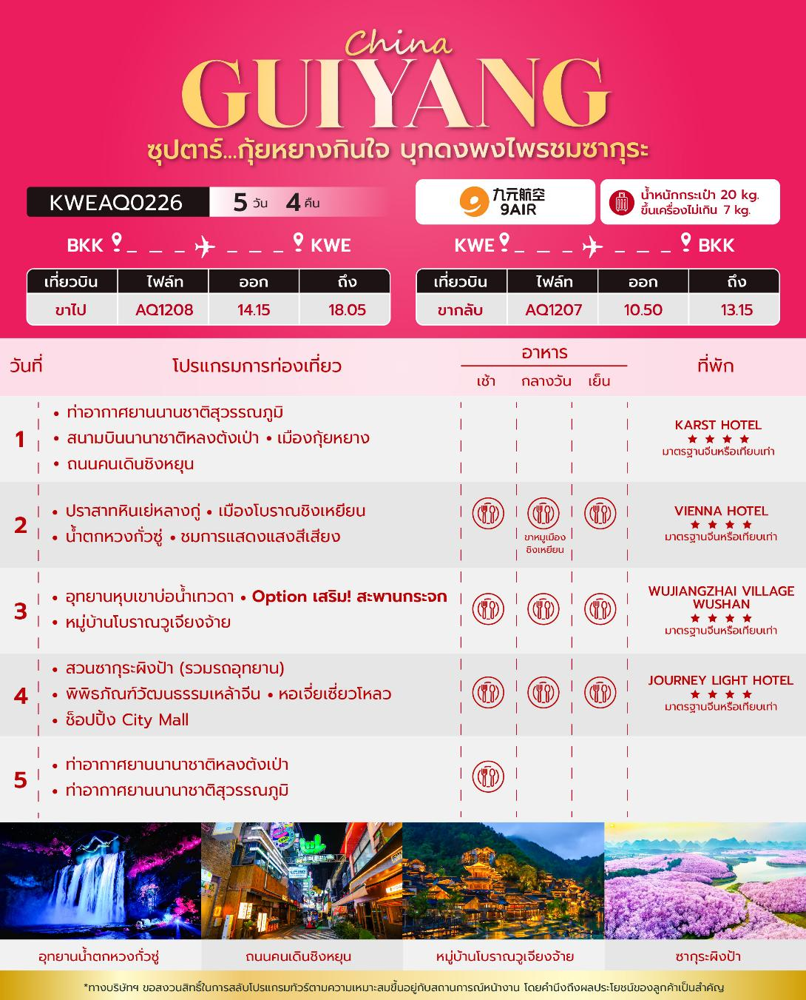 China
GUIYANG
ซุปตาร์...กุ้ยหยางกินใจ บุกดงพงไพรชมซากุระ
KWEAQ0226 5 วัน 4 คืน
九元航空
9AIR
น้ำหนักกระเป๋า 20 kg.
ขึ้นเครื่องไม่เกิน 7 kg.
BKK KWE
KWE BKK
เที่ยวบิน ไฟล์ท ออก ถึง
ขาไป AQ1208 14.15 18.05
เที่ยวบิน ไฟล์ท ออก ถึง
ขากลับ AQ1207 10.50 13.15
วันที่ โปรแกรมการท่องเที่ยว อาหาร ที่พัก
เช้า กลางวัน เย็น
1
• ท่าอากาศยานนานชาติสุวรรณภูมิ
• สนามบินนานาชาติหลงต้งเป่า • เมืองกุ้ยหยาง
• ถนนคนเดินชิงหยุน
KARST HOTEL
★ ★ ★ ★
มาตรฐานจีนหรือเทียบเท่า
2
• ปราสาทหินเย่หลางกู่ • เมืองโบราณชิงเหยียน
• น้ำตกหวงกั่วซู่ • ชมการแสดงแสงสีเสียง
ขาหมูเมือง
ชิงเหยียน
VIENNA HOTEL
★ ★ ★ ★
มาตรฐานจีนหรือเทียบเท่า
3
• อุทยานหุบเขาบ่อน้ำเทวดา • Option เสริม! สะพานกระจก
• หมู่บ้านโบราณวูเจียงจ้าย
WUJIANGZHAI VILLAGE
WUSHAN
★ ★ ★ ★
มาตรฐานจีนหรือเทียบเท่า
4
• สวนซากุระผิงป้า (รวมรถอุทยาน)
• พิพิธภัณฑ์วัฒนธรรมเหล้าจีน • หอเจี่ยเซี่ยวโหลว
• ช็อปปิ้ง City Mall
JOURNEY LIGHT HOTEL
★ ★ ★ ★
มาตรฐานจีนหรือเทียบเท่า
5
• ท่าอากาศยานนานาชาติหลงต้งเป่า
• ท่าอากาศยานนานาชาติสุวรรณภูมิ
อุทยานน้ำตกหวงกั่วซู่ ถนนคนเดินชิงหยุน หมู่บ้านโบราณวูเจียงจ้าย ซากุระผิงป้า
*ทางบริษัทฯ ขอสงวนสิทธิ์ในการสลับโปรแกรมทัวร์ตามความเหมาะสมขึ้นอยู่กับสถานการณ์หน้างาน โดยคำนึงถึงผลประโยชน์ของลูกค้าเป็นสำคัญ